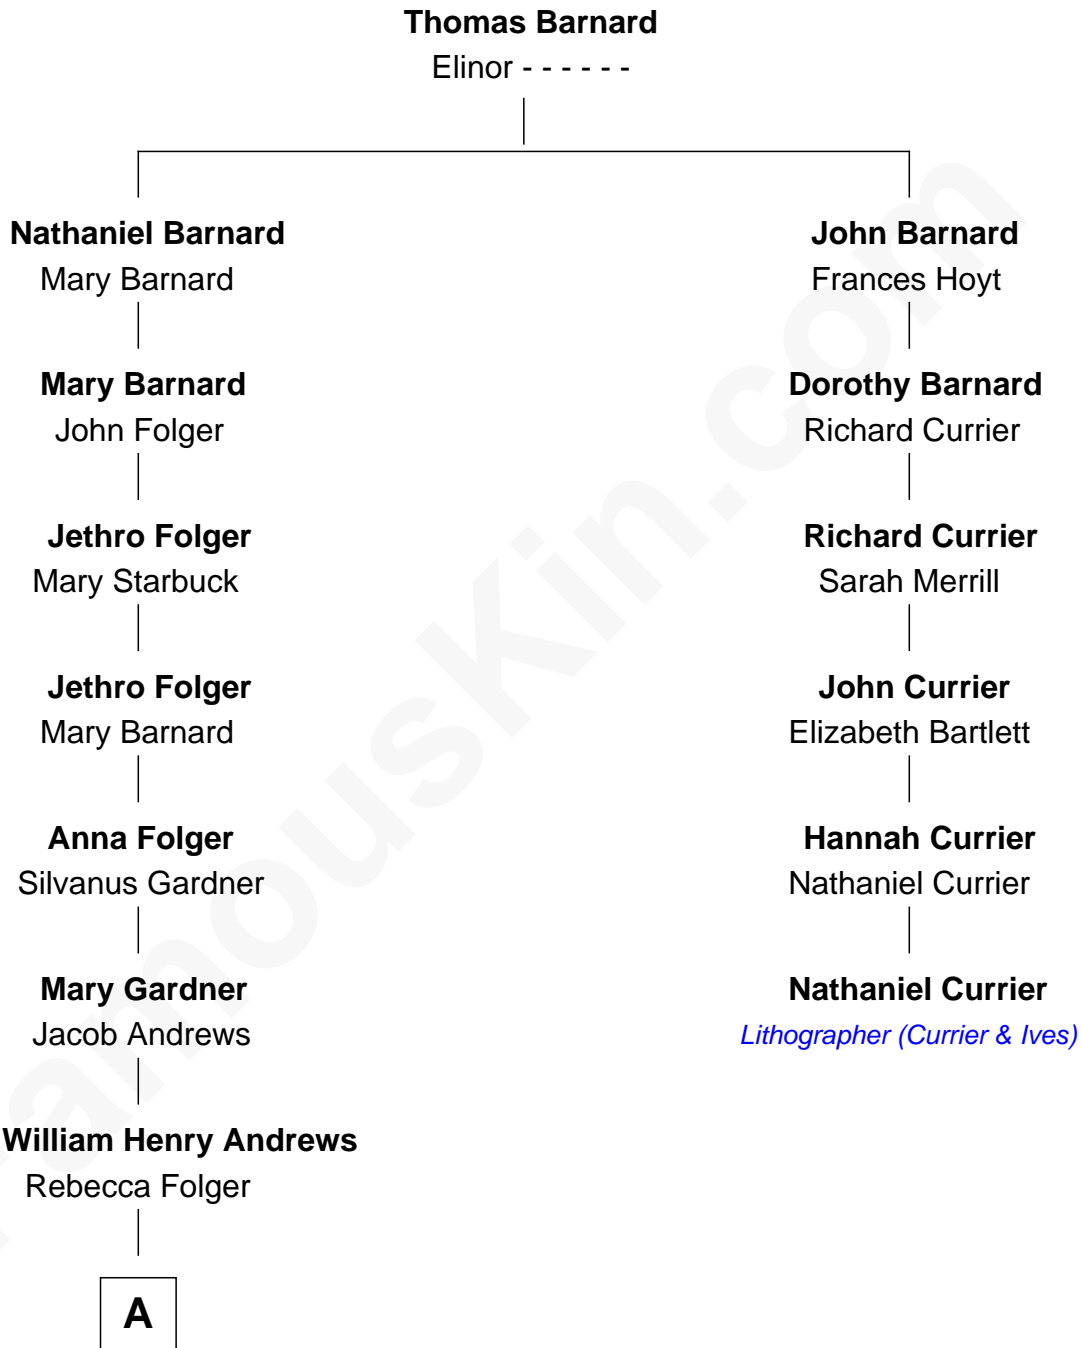 Thomas Barnard
Elinor - - - - - -
Nathaniel Barnard
Mary Barnard
John Barnard
Frances Hoyt
Mary Barnard
John Folger
Dorothy Barnard
Richard Currier
Jethro Folger
Mary Starbuck
Richard Currier
Sarah Merrill
Jethro Folger
Mary Barnard
John Currier
Elizabeth Bartlett
Anna Folger
Silvanus Gardner
Hannah Currier
Nathaniel Currier
Mary Gardner
Jacob Andrews
Nathaniel Currier
Lithographer (Currier & Ives)
William Henry Andrews
Rebecca Folger
A
FamousKin.com